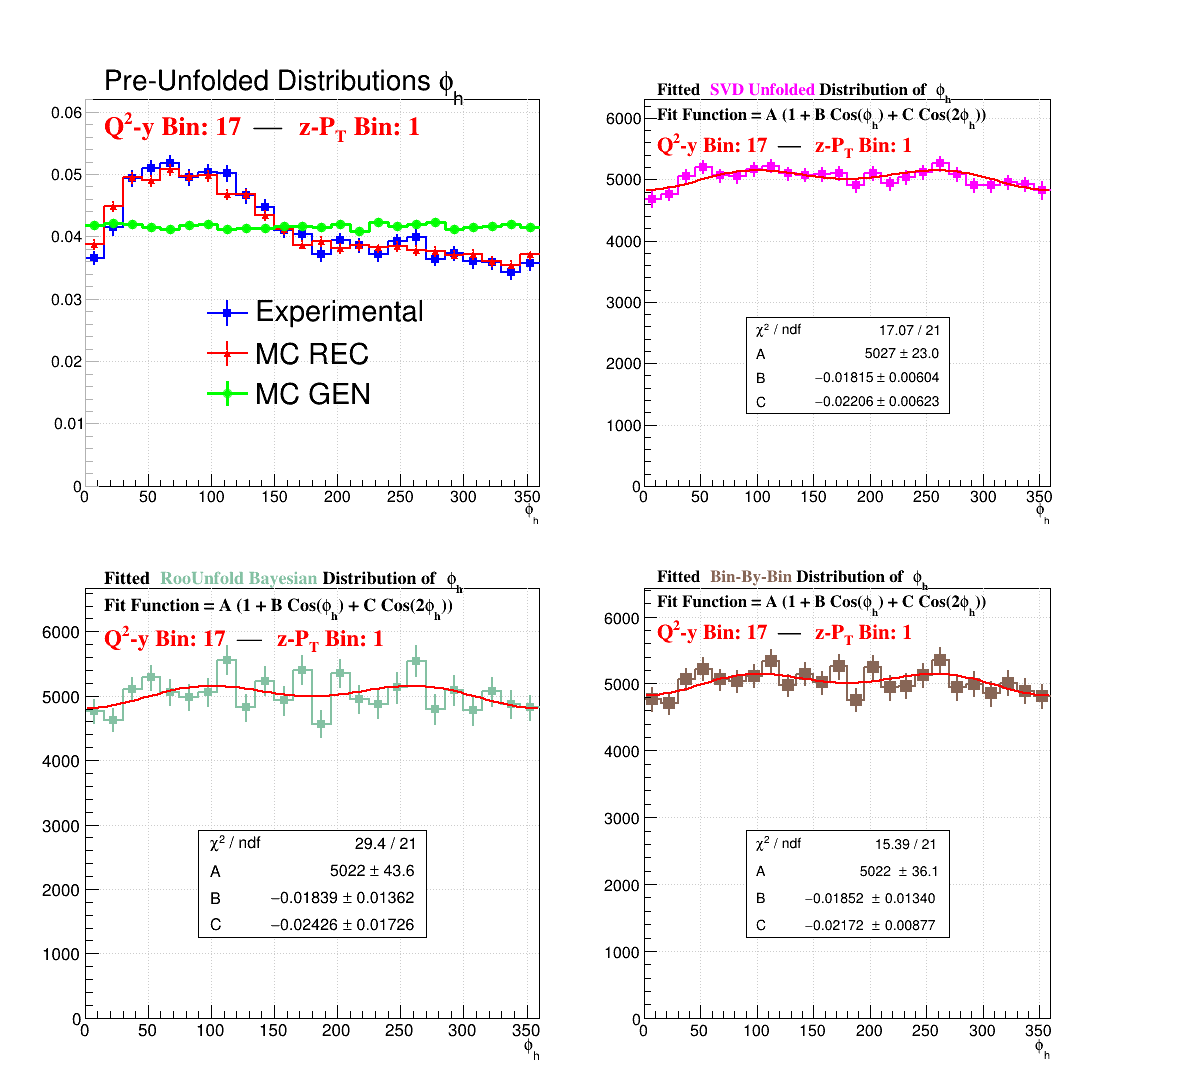 Pre-Unfolded Distributions ϕh
Q²-y Bin: 17 — z-PT Bin: 1
0.06
0.05
0.04
0.03
0.02
0.01
0
Experimental
MC REC
MC GEN
0 50 100 150 200 250 300 350
ϕh
Fitted SVD Unfolded Distribution of ϕh
Fit Function = A (1 + B Cos(ϕh) + C Cos(2ϕh))
Q²-y Bin: 17 — z-PT Bin: 1
6000
5000
4000
3000
2000
1000
0
χ² / ndf 17.07 / 21
A 5027 ± 23.0
B −0.01815 ± 0.00604
C −0.02206 ± 0.00623
0 50 100 150 200 250 300 350
ϕh
Fitted RooUnfold Bayesian Distribution of ϕh
Fit Function = A (1 + B Cos(ϕh) + C Cos(2ϕh))
Q²-y Bin: 17 — z-PT Bin: 1
6000
5000
4000
3000
2000
1000
0
χ² / ndf 29.4 / 21
A 5022 ± 43.6
B −0.01839 ± 0.01362
C −0.02426 ± 0.01726
0 50 100 150 200 250 300 350
ϕh
Fitted Bin-By-Bin Distribution of ϕh
Fit Function = A (1 + B Cos(ϕh) + C Cos(2ϕh))
Q²-y Bin: 17 — z-PT Bin: 1
6000
5000
4000
3000
2000
1000
0
χ² / ndf 15.39 / 21
A 5022 ± 36.1
B −0.01852 ± 0.01340
C −0.02172 ± 0.00877
0 50 100 150 200 250 300 350
ϕh